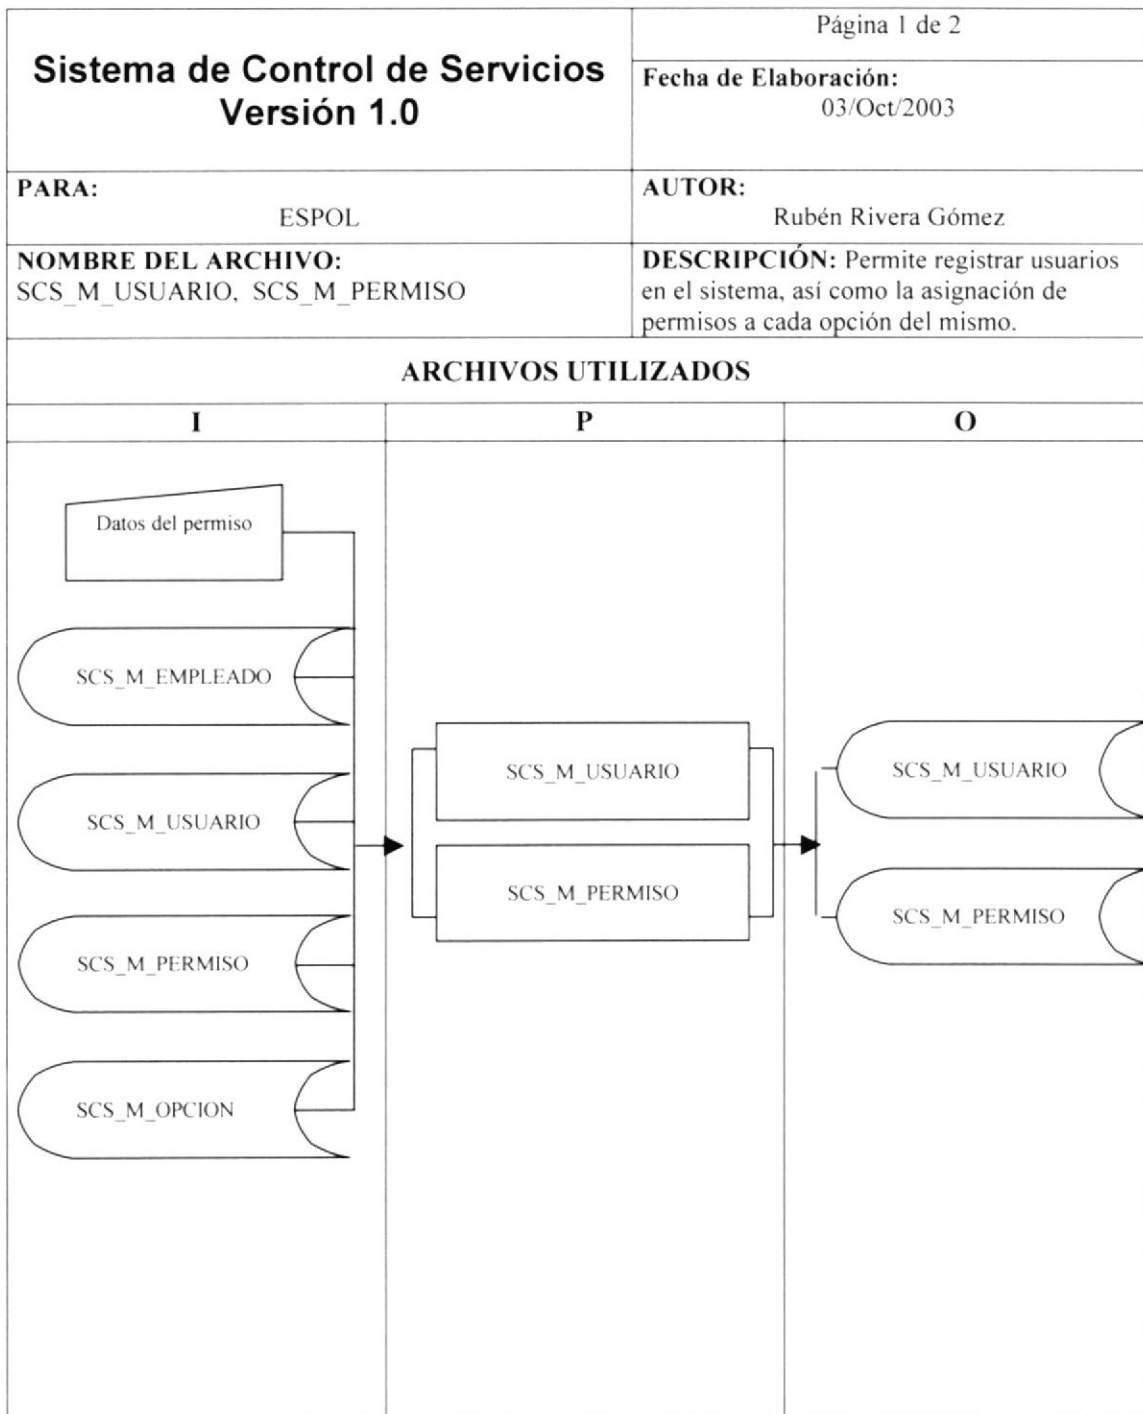 Sistema de Control de Servicios
Versión 1.0
Página 1 de 2
Fecha de Elaboración:
03/Oct/2003
PARA:
ESPOL
AUTOR:
Rubén Rivera Gómez
NOMBRE DEL ARCHIVO:
SCS_M_USUARIO, SCS_M_PERMISO
DESCRIPCIÓN: Permite registrar usuarios
en el sistema, así como la asignación de
permisos a cada opción del mismo.
ARCHIVOS UTILIZADOS
I
P
O
Datos del permiso
SCS_M_EMPLEADO
SCS_M_USUARIO
SCS_M_PERMISO
SCS_M_OPCION
SCS_M_USUARIO
SCS_M_PERMISO
SCS_M_USUARIO
SCS_M_PERMISO